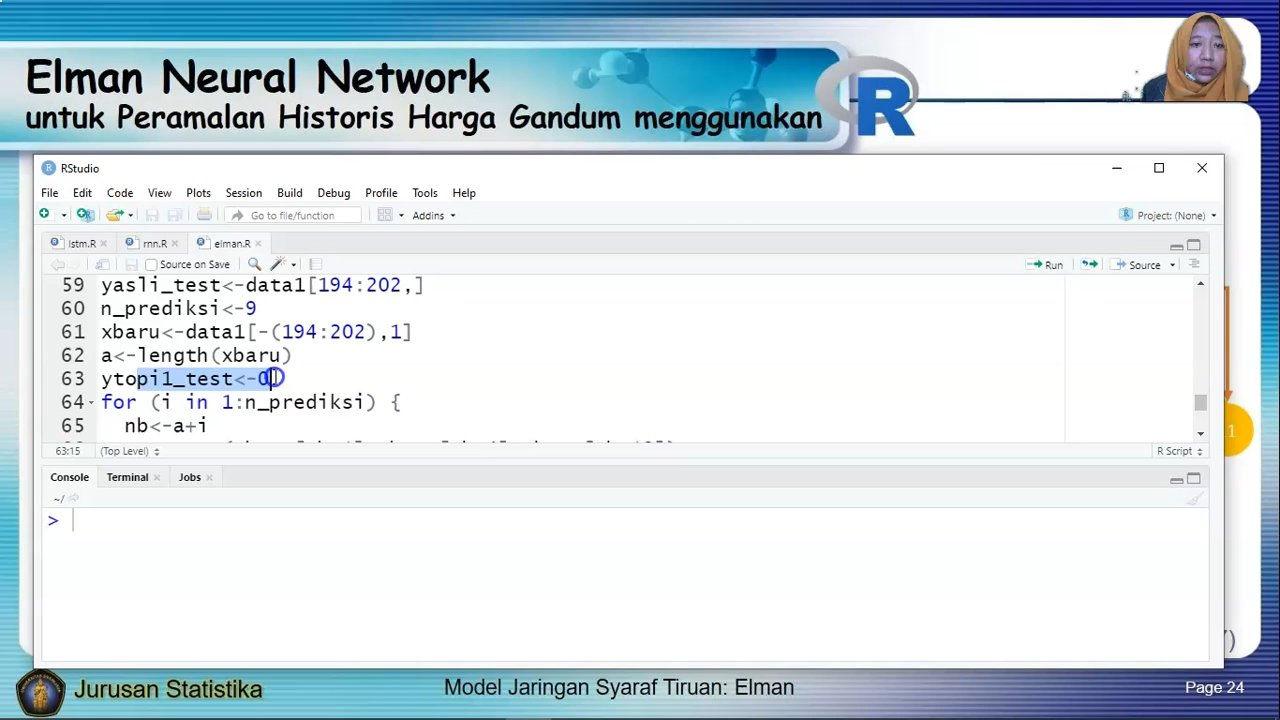 Elman Neural Network
untuk Peramalan Historis Harga Gandum menggunakan
R
RStudio
File Edit Code View Plots Session Build Debug Profile Tools Help
Go to file/function Addins Project: (None)
lstm.R rnn.R elman.R
Source on Save Run Source
59 yasli_test<-data1[194:202,]
60 n_prediksi<-9
61 xbaru<-data1[-(194:202),1]
62 a<-length(xbaru)
63 ytopi1_test<-0
64 for (i in 1:n_prediksi) {
65 nb<-a+i
63:15 (Top Level) R Script
Console Terminal Jobs
~/
>
1
)
Jurusan Statistika
Model Jaringan Syaraf Tiruan: Elman
Page 24